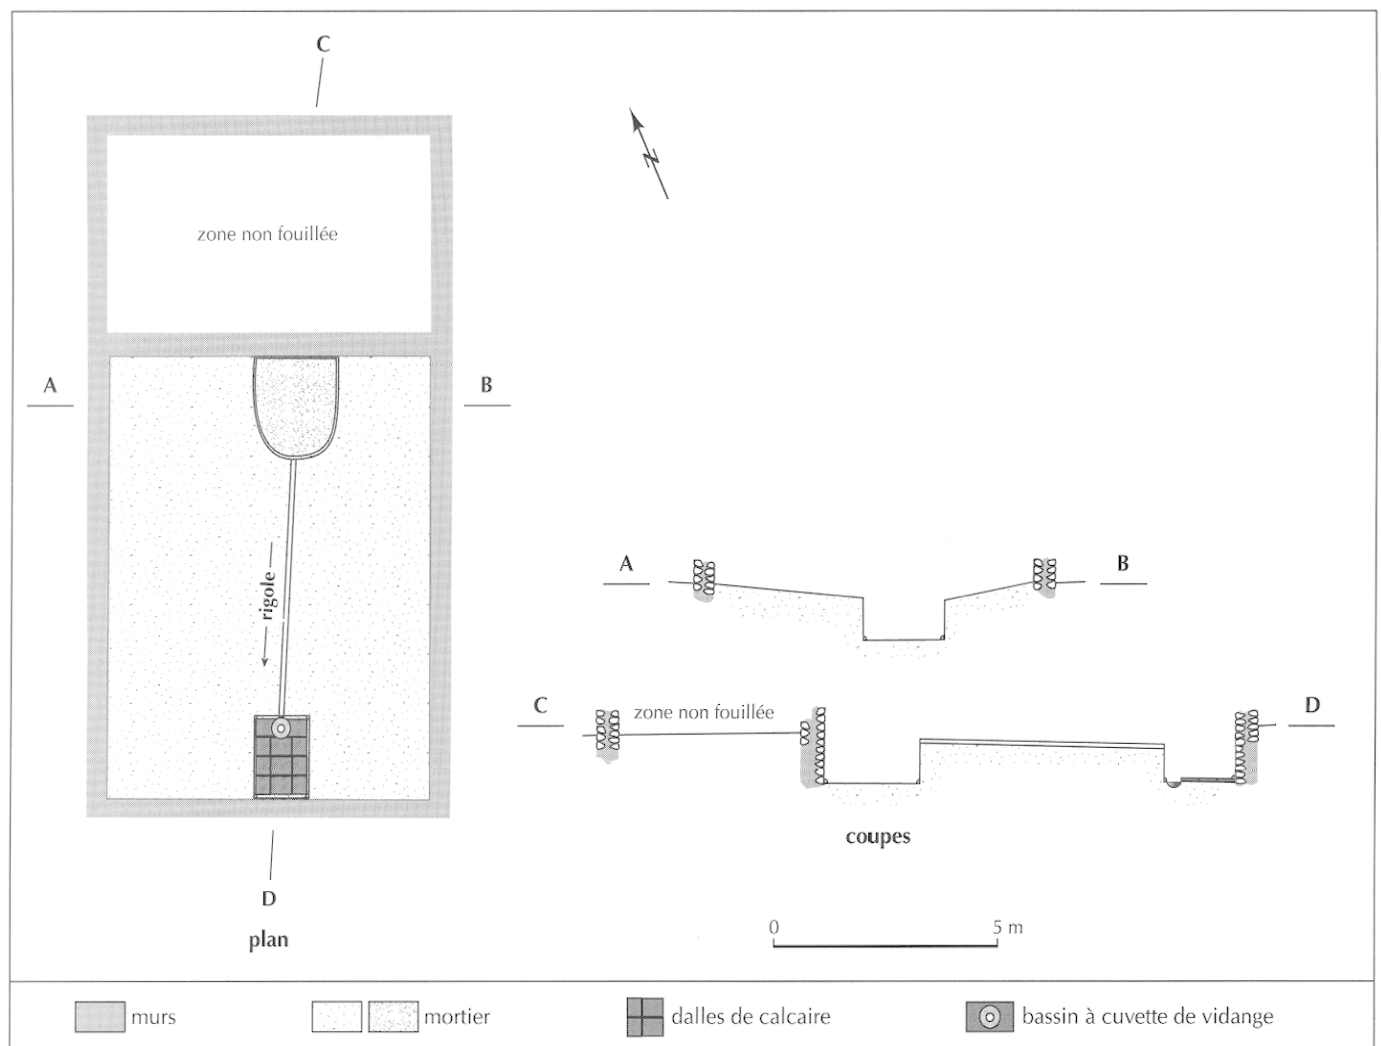 C
zone non fouillée
A
B
rigole
D
plan
A
B
C
zone non fouillée
D
coupes
0
5 m
murs
mortier
dalles de calcaire
bassin à cuvette de vidange